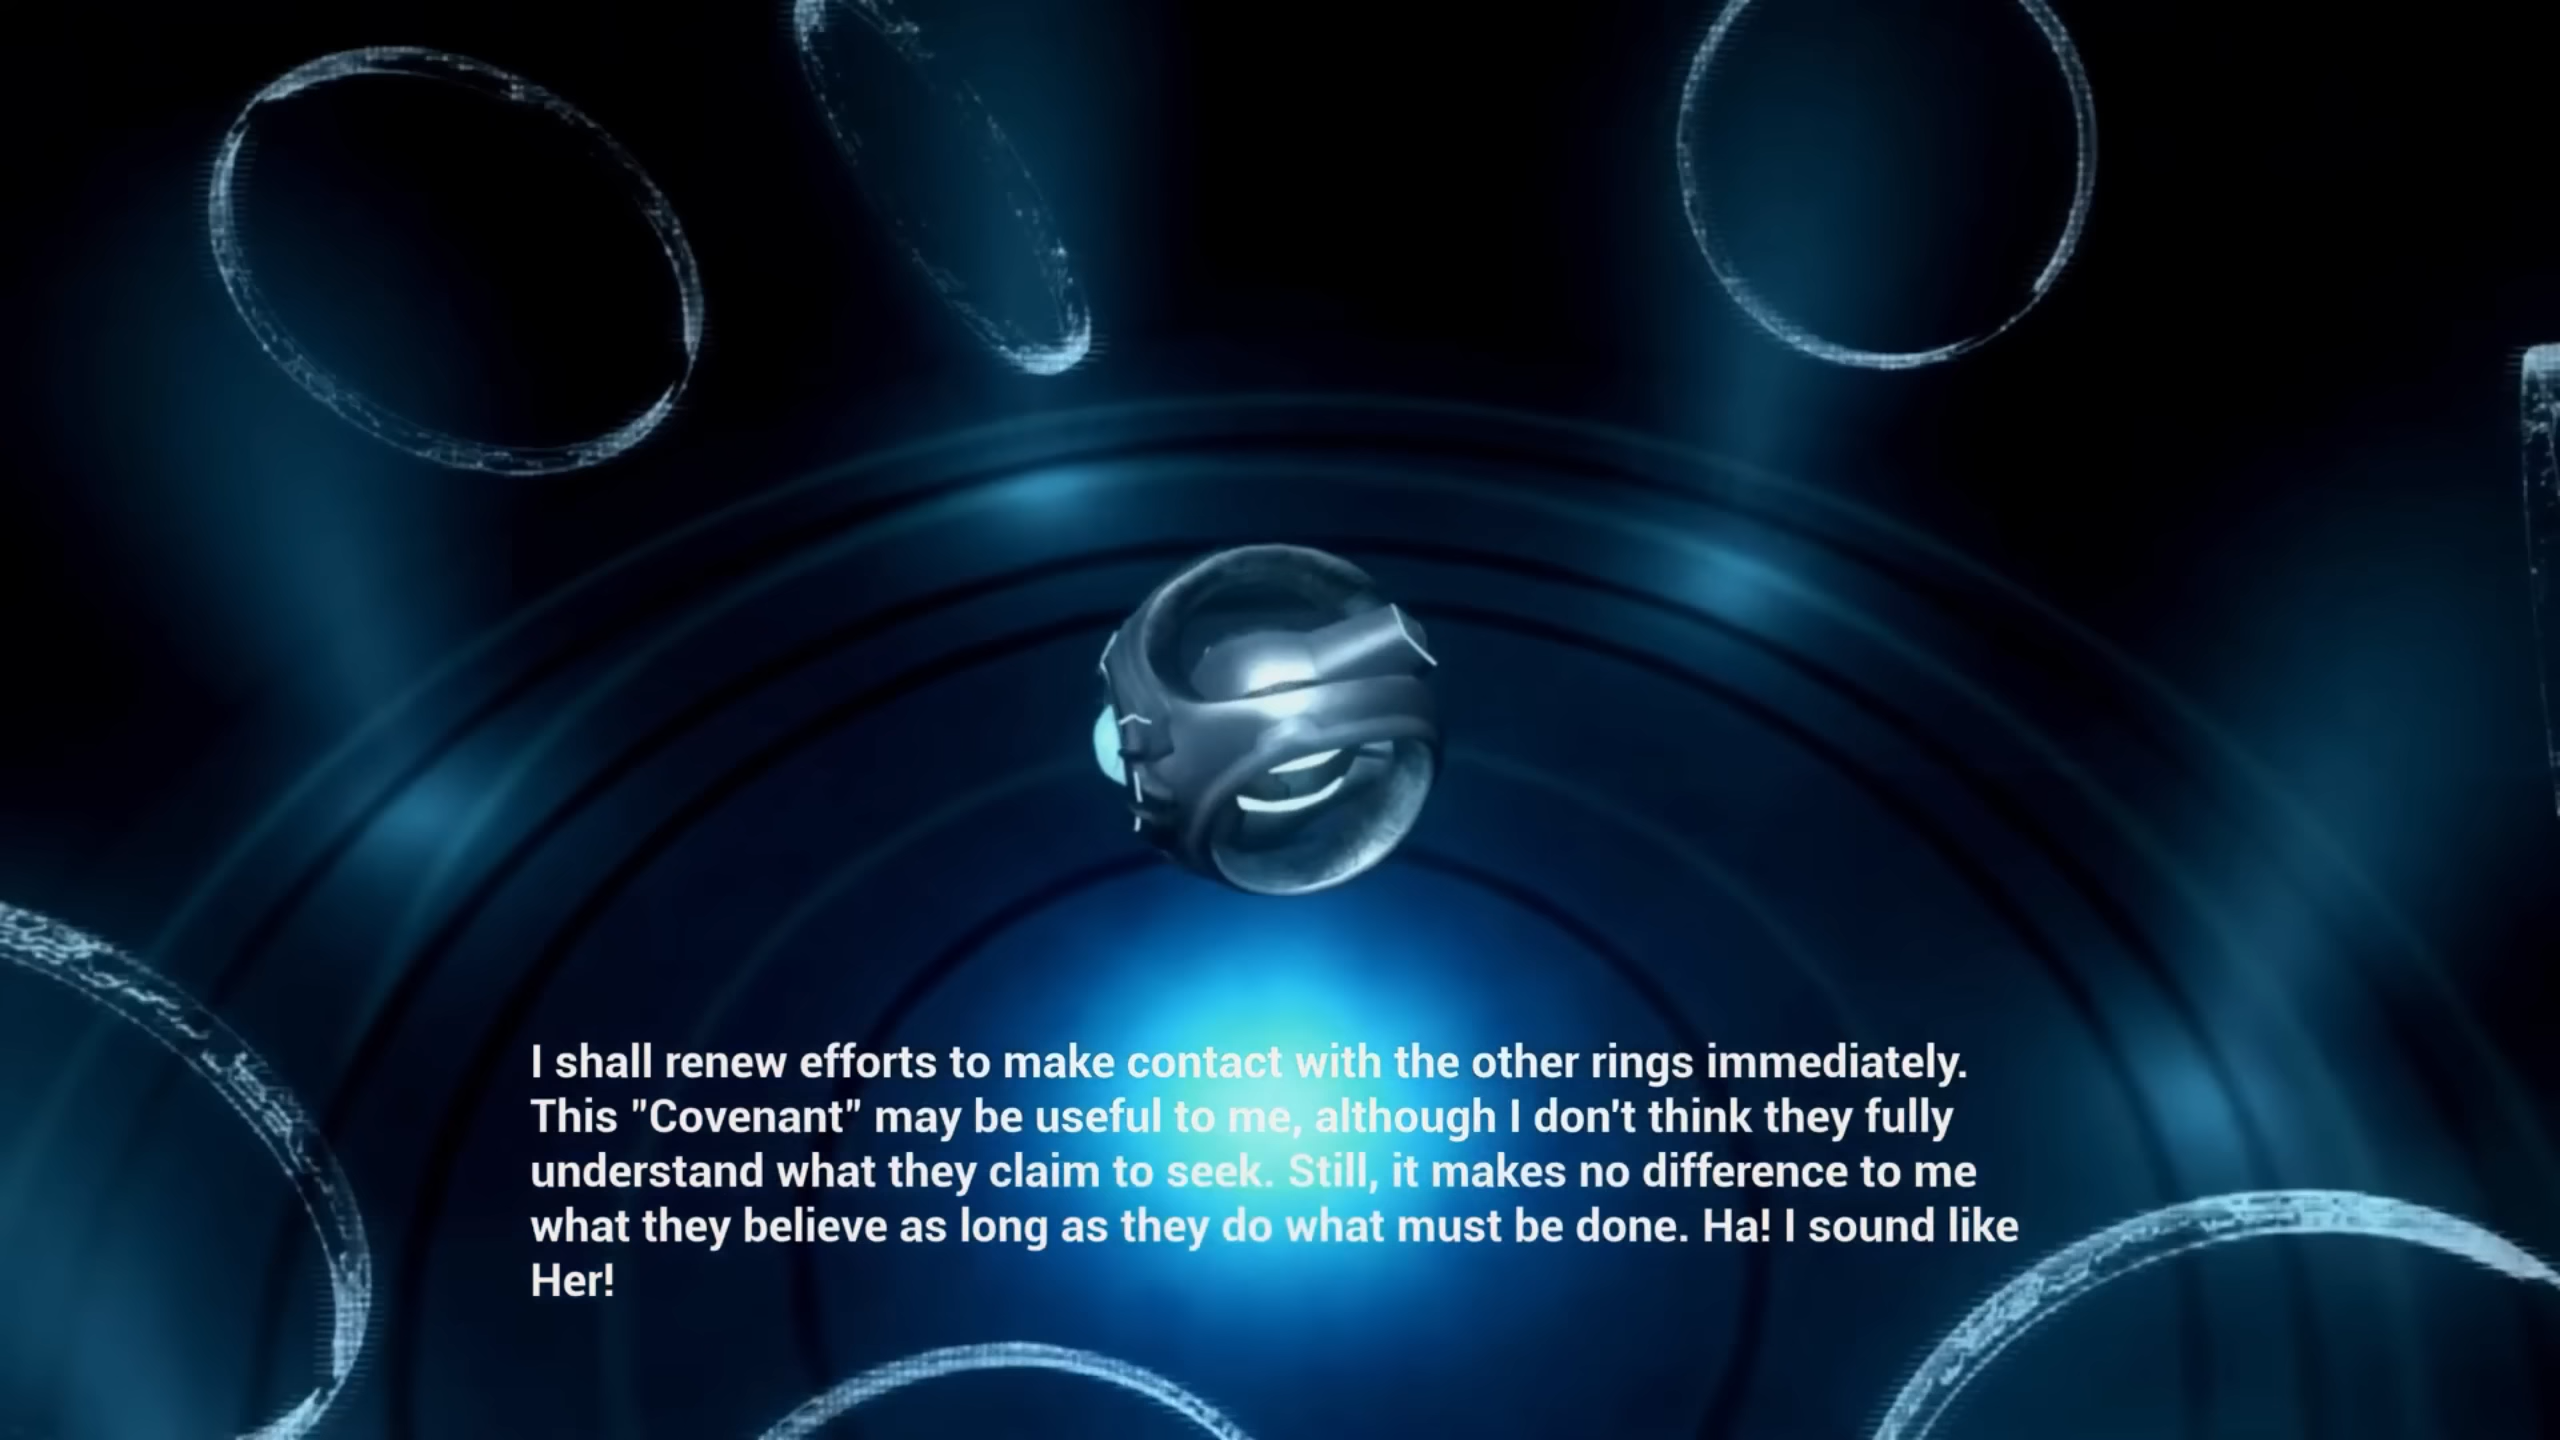 I shall renew efforts to make contact with the other rings immediately.
This "Covenant" may be useful to me, although I don't think they fully
understand what they claim to seek. Still, it makes no difference to me
what they believe as long as they do what must be done. Ha! I sound like
Her!